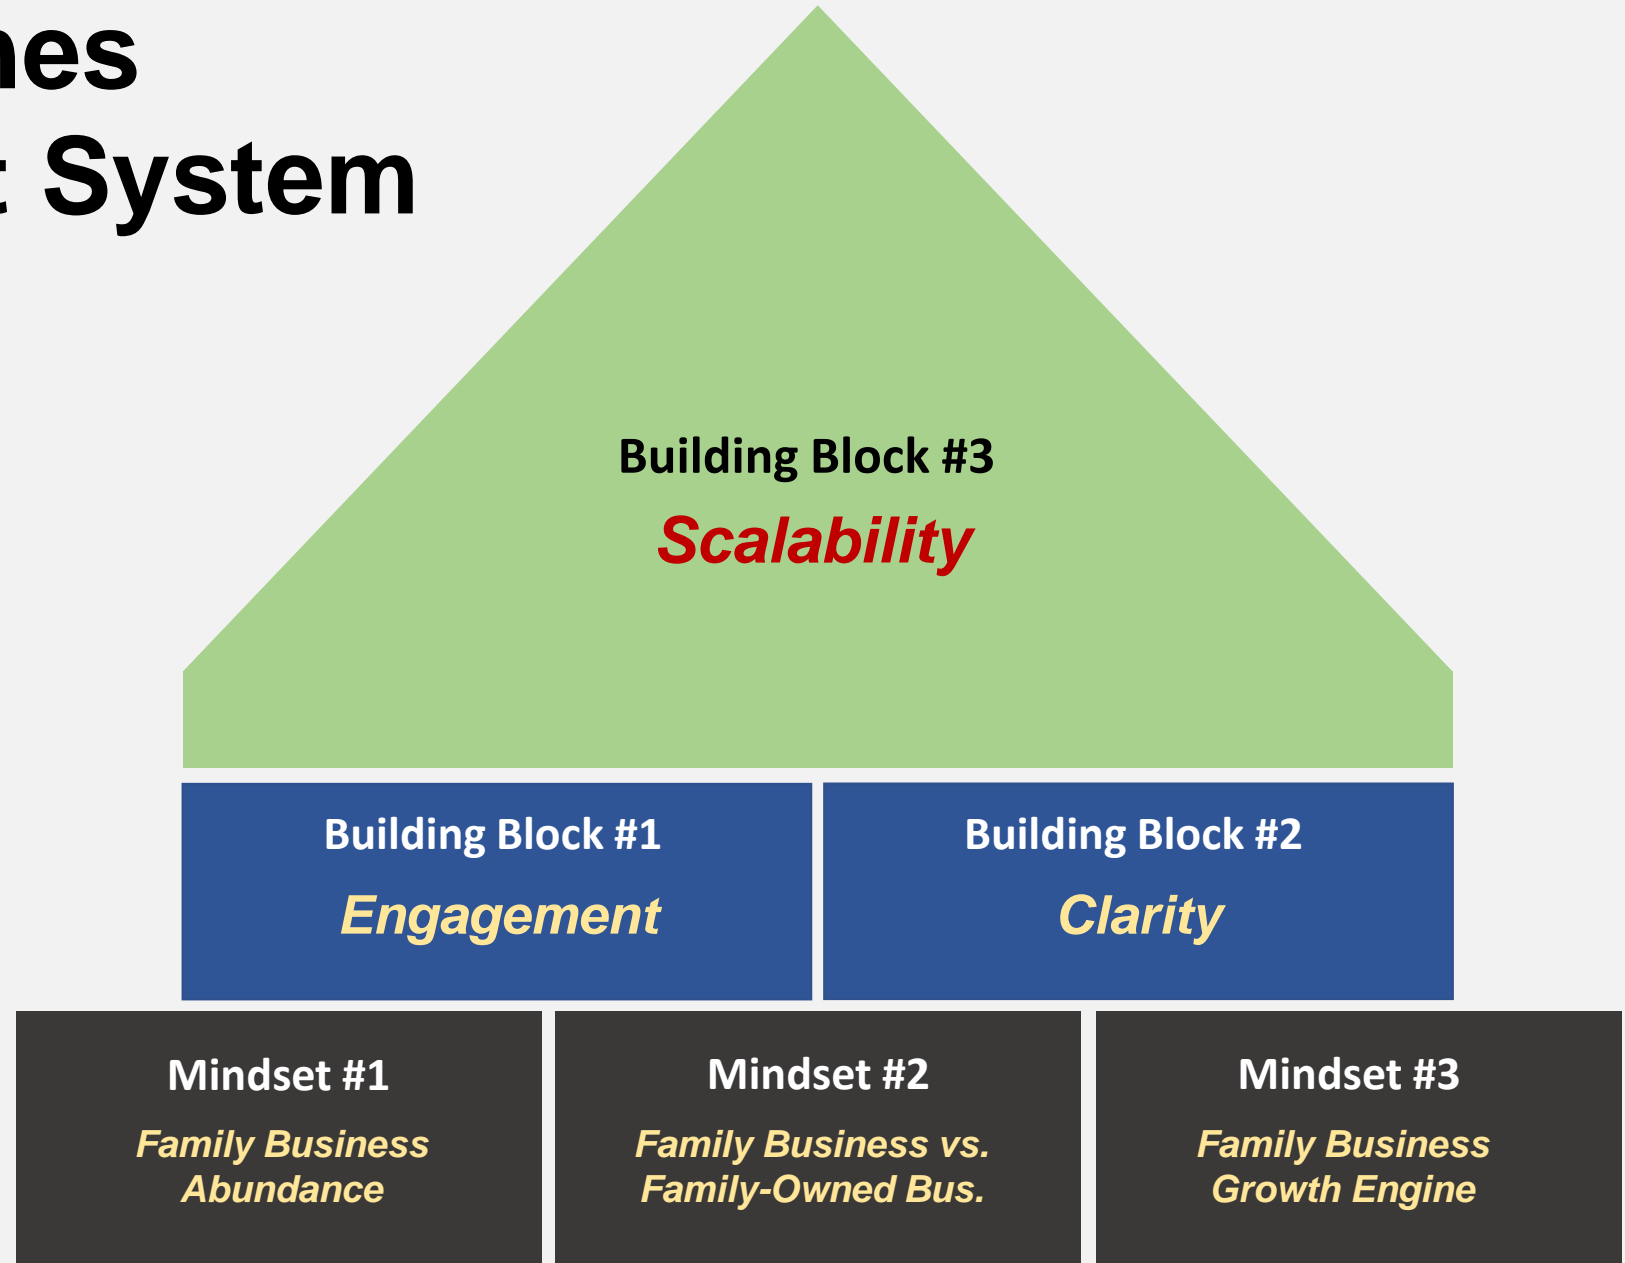 nes
t System
Building Block #3
Scalability
Building Block #1
Engagement
Building Block #2
Clarity
Mindset #1
Family Business
Abundance
Mindset #2
Family Business vs.
Family-Owned Bus.
Mindset #3
Family Business
Growth Engine